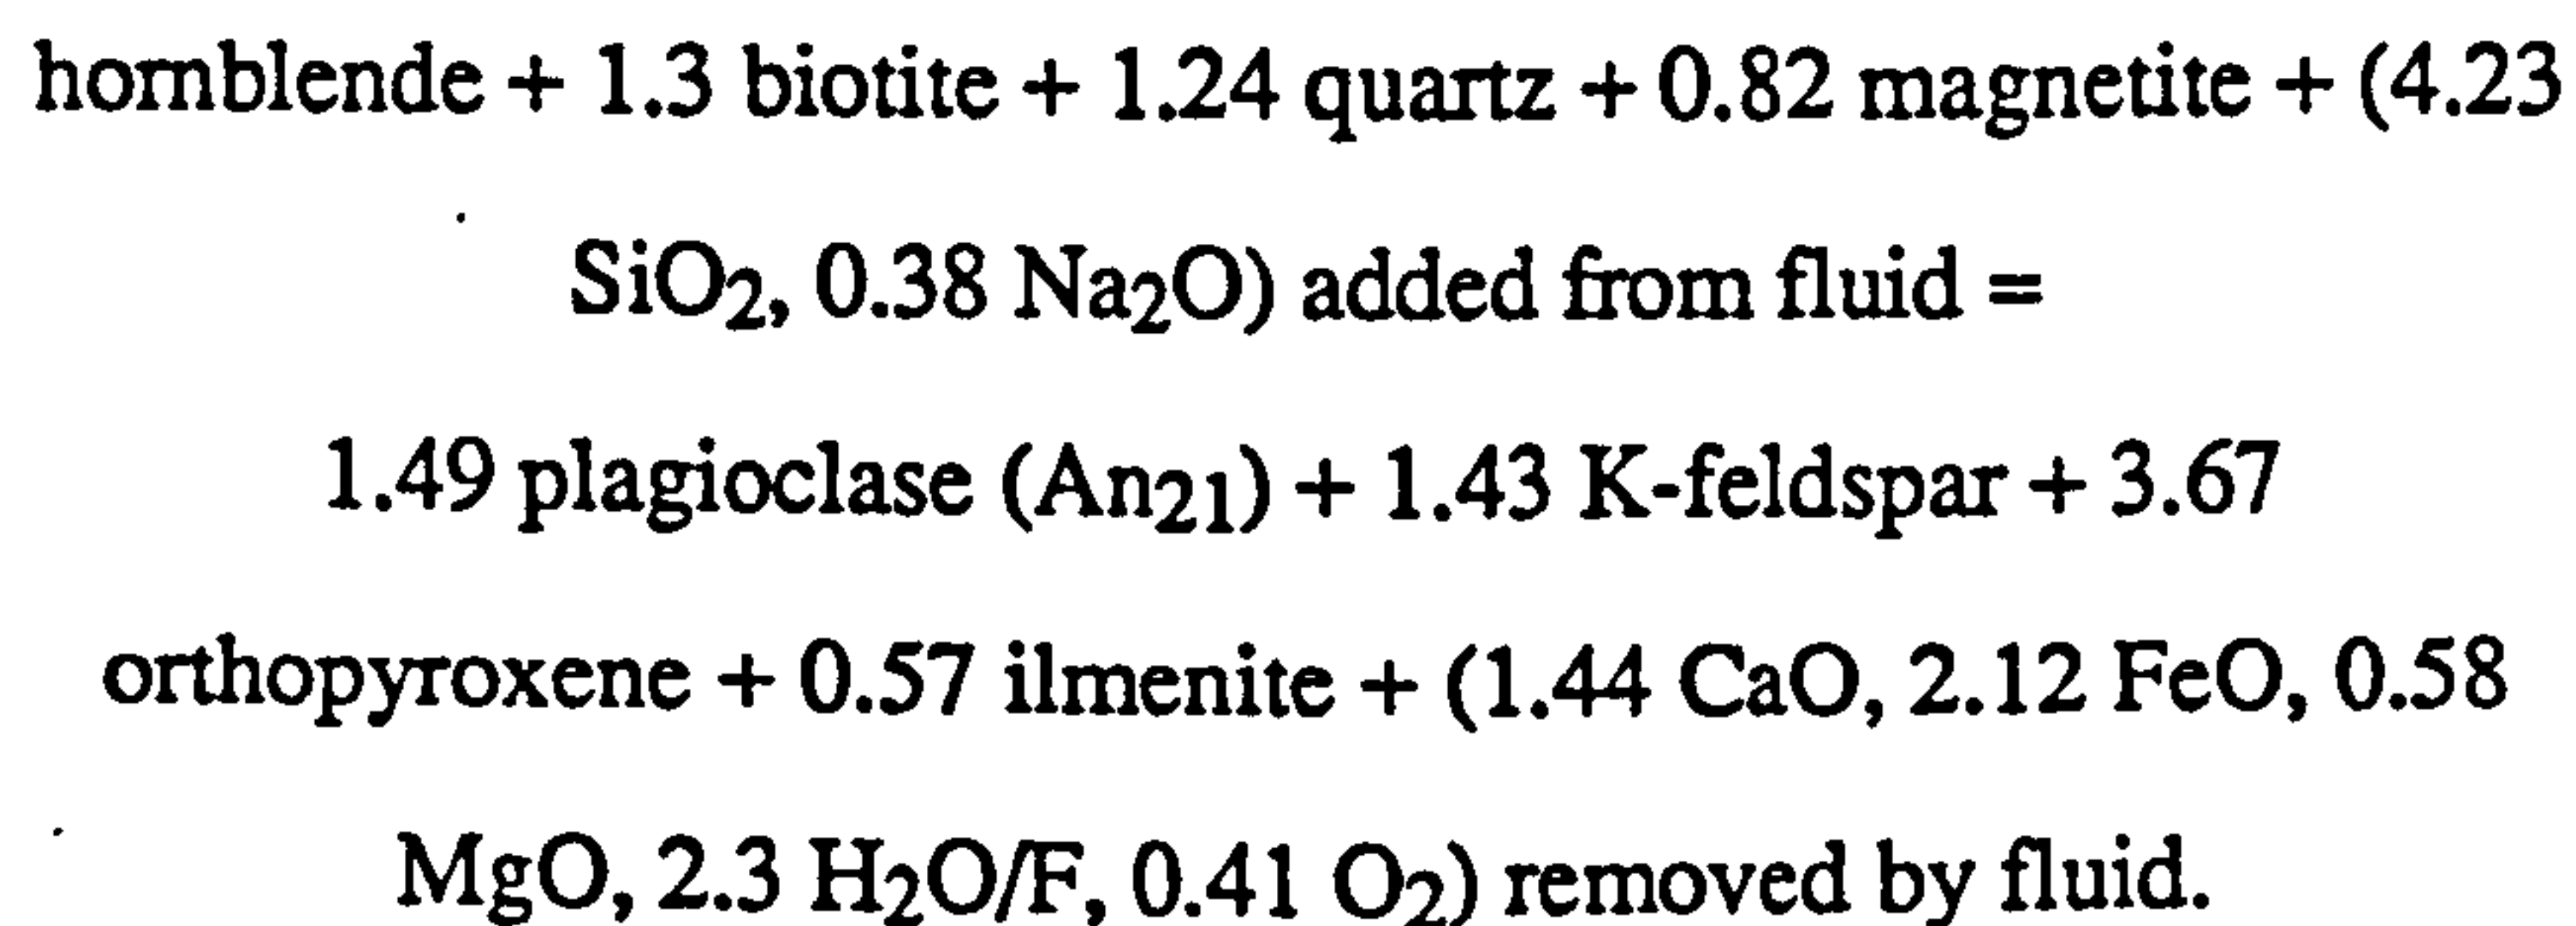 hornblende + 1.3 biotite + 1.24 quartz + 0.82 magnetite + (4.23
SiO₂, 0.38 Na₂O) added from fluid =
1.49 plagioclase (An₂₁) + 1.43 K-feldspar + 3.67
orthopyroxene + 0.57 ilmenite + (1.44 CaO, 2.12 FeO, 0.58
MgO, 2.3 H₂O/F, 0.41 O₂) removed by fluid.